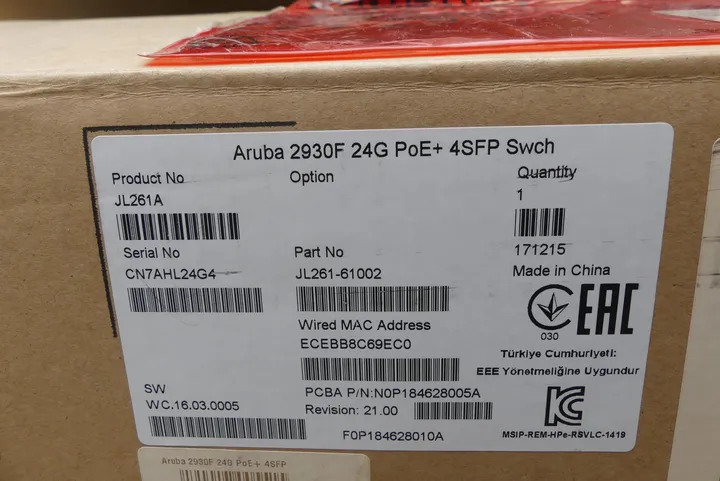 Aruba 2930F 24G PoE+ 4SFP Swch
Product No
Option
Quantity
JL261A
1
Serial No
Part No
171215
CN7AHL24G4
JL261-61002
Made in China
EAC
030
Wired MAC Address
ECEBB8C69EC0
Türkiye Cumhuriyeti:
EEE Yönetmeliğine Uygundur
SW
WC.16.03.0005
PCBA P/N:N0P184628005A
Revision: 21.00
F0P184628010A
MSIP-REM-HPe-RSVLC-1419
Aruba 2930F 24G PoE+ 4SFP